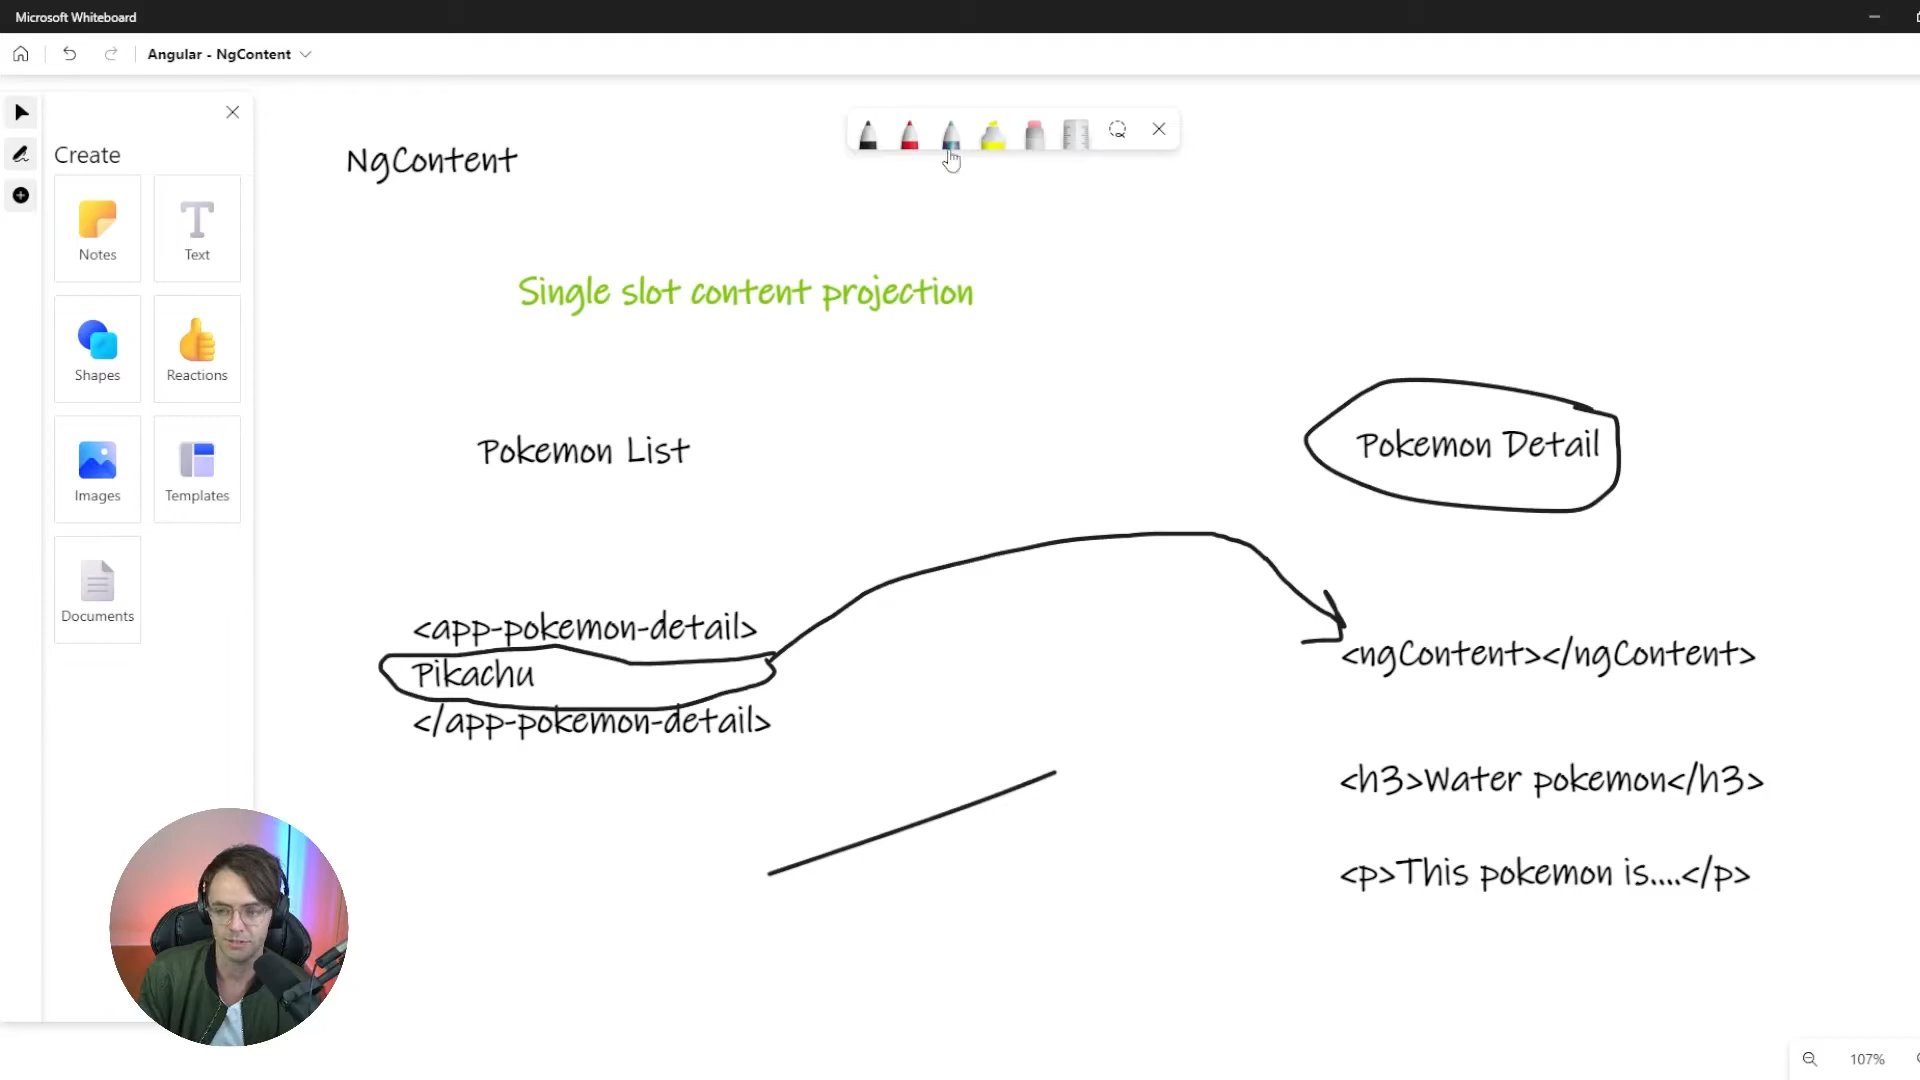 Microsoft Whiteboard
Angular - NgContent
Create
Notes
Text
Shapes
Reactions
Images
Templates
Documents
NgContent
Single slot content projection
Pokemon List
Pokemon Detail
<app-pokemon-detail>
Pikachu
</app-pokemon-detail>
<ngContent></ngContent>
<h3>Water pokemon</h3>
<p>This pokemon is....</p>
107%